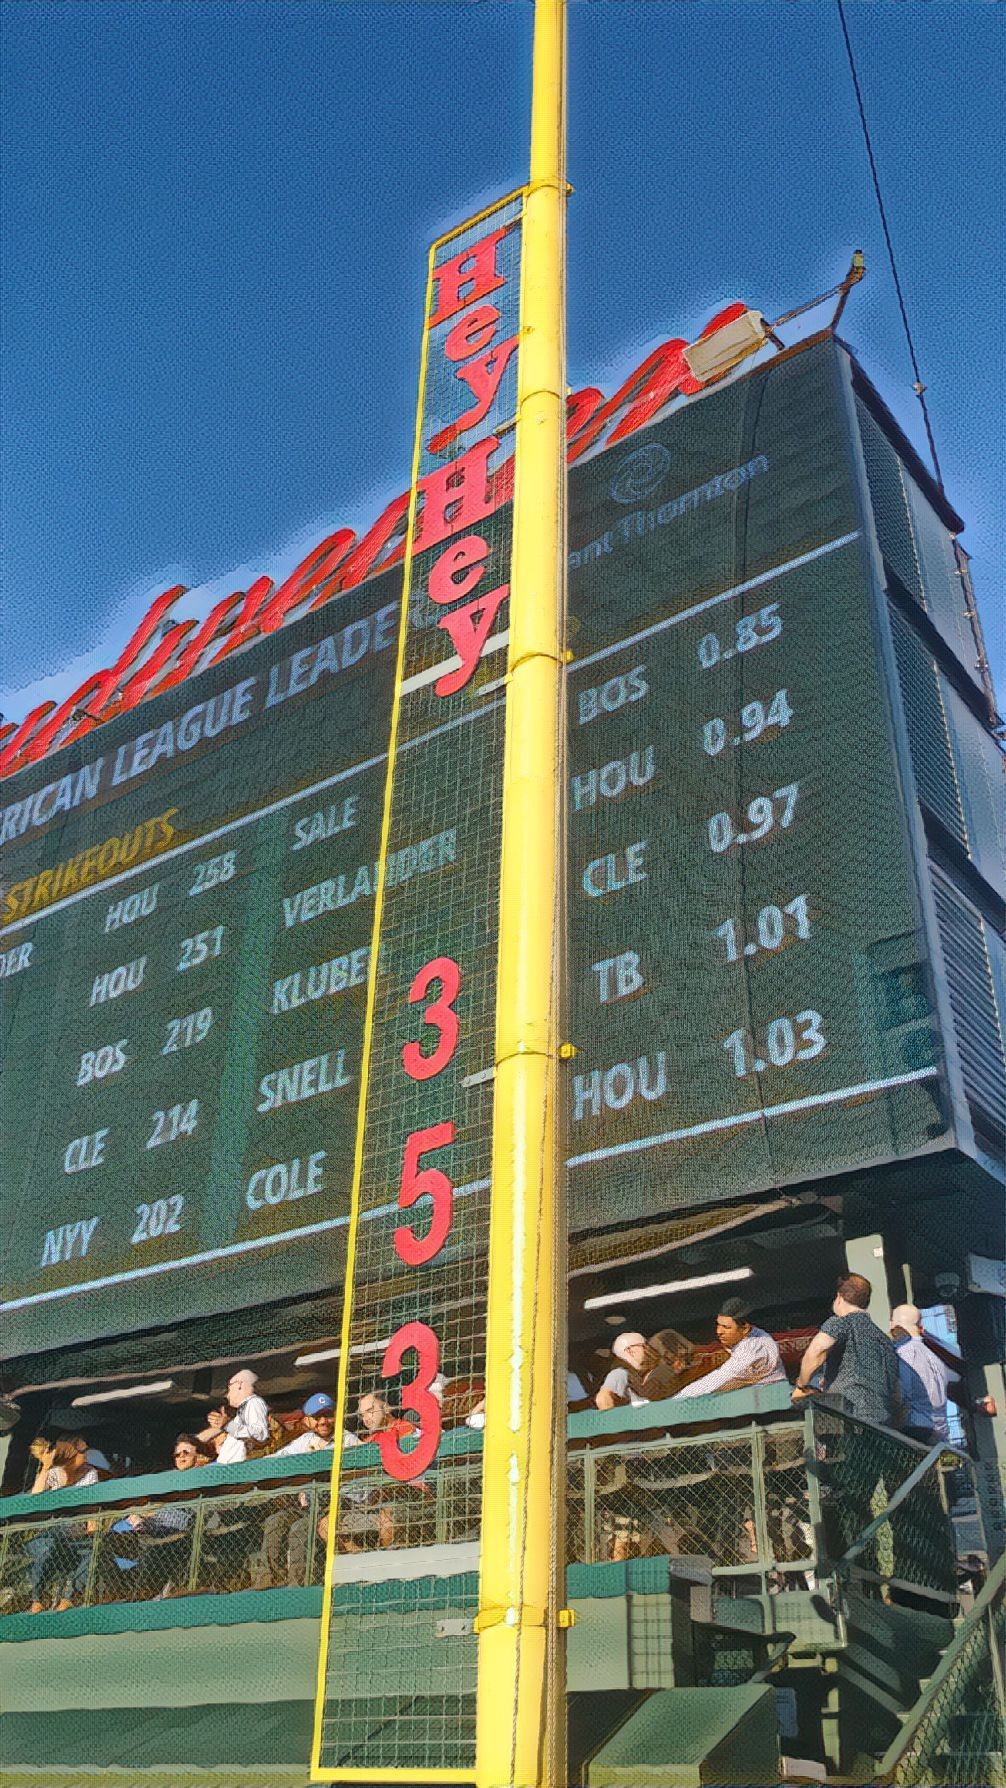 Hey
Hey
RICAN LEAGUE LEADE
STRIKEOUTS
DER HOU 258 SALE BOS 0.85
HOU 251 VERLANDER HOU 0.94
BOS 219 KLUBE CLE 0.97
CLE 214 SNELL TB 1.01
NYY 202 COLE HOU 1.03
ant Thornton
353